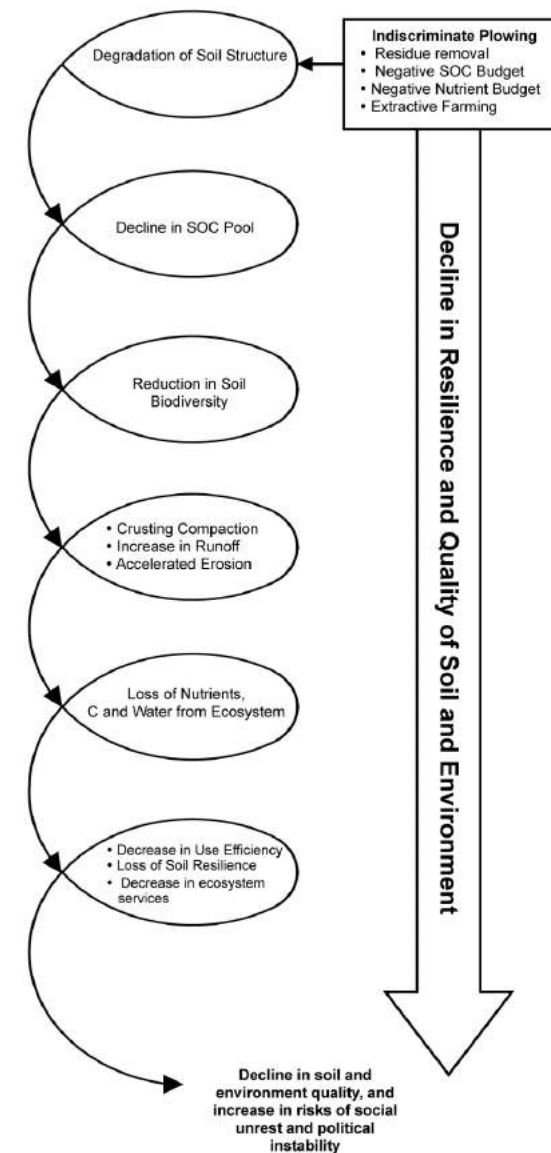 Degradation of Soil Structure
Indiscriminate Plowing
• Residue removal
• Negative SOC Budget
• Negative Nutrient Budget
• Extractive Farming
Decline in SOC Pool
Reduction in Soil
Biodiversity
• Crusting Compaction
• Increase in Runoff
• Accelerated Erosion
Loss of Nutrients,
C and Water from Ecosystem
• Decrease in Use Efficiency
• Loss of Soil Resilience
• Decrease in ecosystem
services
Decline in Resilience and Quality of Soil and Environment
Decline in soil and
environment quality, and
increase in risks of social
unrest and political
instability